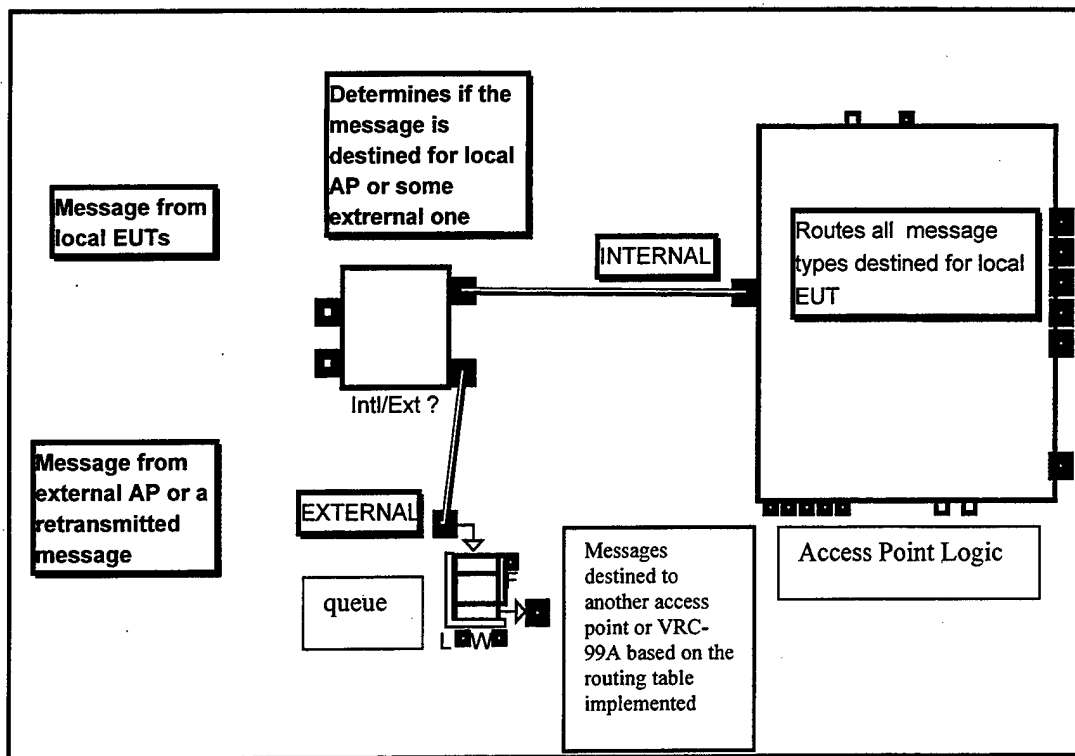 Determines if the
message is
destined for local
AP or some
extrernal one
Message from
local EUTs
INTERNAL
Routes all message
types destined for local
EUT
Intl/Ext ?
Message from
external AP or a
retransmitted
message
EXTERNAL
queue
L W
Messages
destined to
another access
point or VRC-
99A based on the
routing table
implemented
Access Point Logic